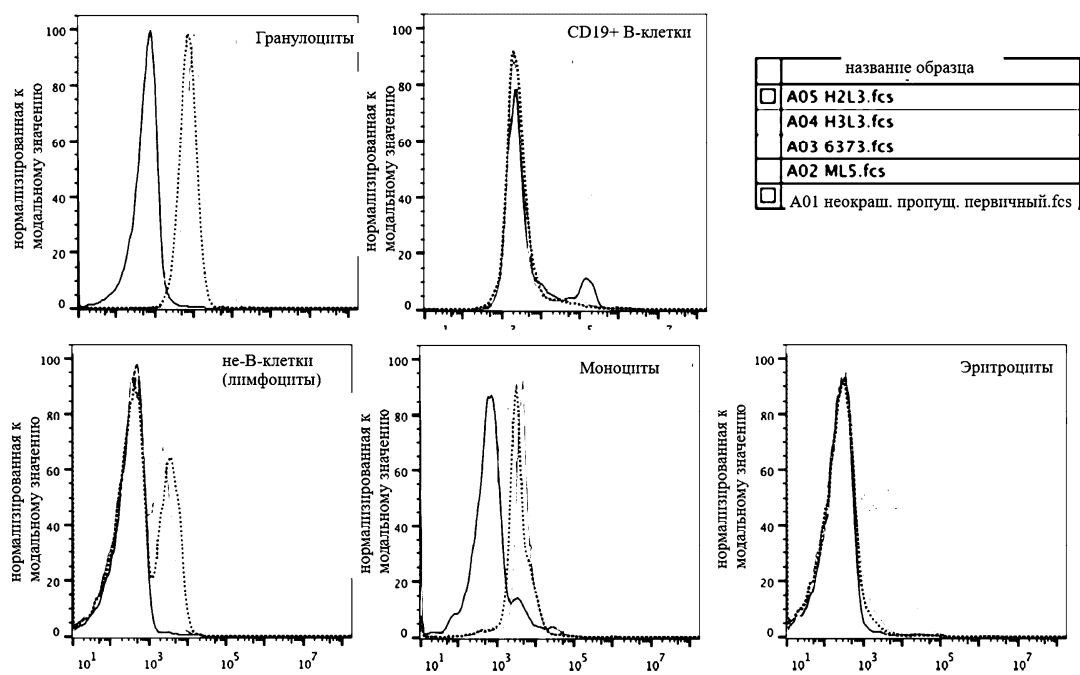 Гранулоциты
нормализированная к
модальному значению
100
80
60
40
20
0
CD19+ В-клетки
нормализированная к
модальному значению
100
80
60
40
20
0
3
5
7
название образца
A05 H2L3.fcs
A04 H3L3.fcs
A03 6373.fcs
A02 ML5.fcs
A01 неокраш. пропущ. первичный.fcs
не-В-клетки
(лимфоциты)
нормализированная к
модальному значению
100
80
60
40
20
0
10¹ 10³ 10⁵ 10⁷
Моноциты
нормализированная к
модальному значению
100
80
60
40
20
0
10¹ 10³ 10⁵ 10⁷
Эритроциты
нормализированная к
модальному значению
100
80
60
40
20
0
10¹ 10³ 10⁵ 10⁷